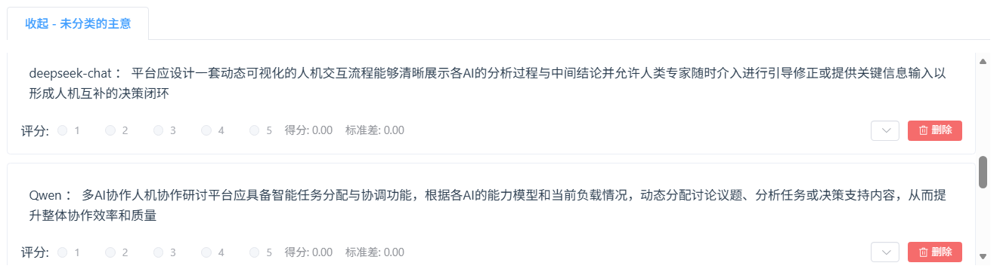 收起 - 未分类的主意
deepseek-chat： 平台应设计一套动态可视化的人机交互流程能够清晰展示各AI的分析过程与中间结论并允许人类专家随时介入进行引导修正或提供关键信息输入以
形成人机互补的决策闭环
评分: 1 2 3 4 5 得分: 0.00 标准差: 0.00 删除
Qwen： 多AI协作人机协作研讨平台应具备智能任务分配与协调功能，根据各AI的能力模型和当前负载情况，动态分配讨论议题、分析任务或决策支持内容，从而提
升整体协作效率和质量
评分: 1 2 3 4 5 得分: 0.00 标准差: 0.00 删除